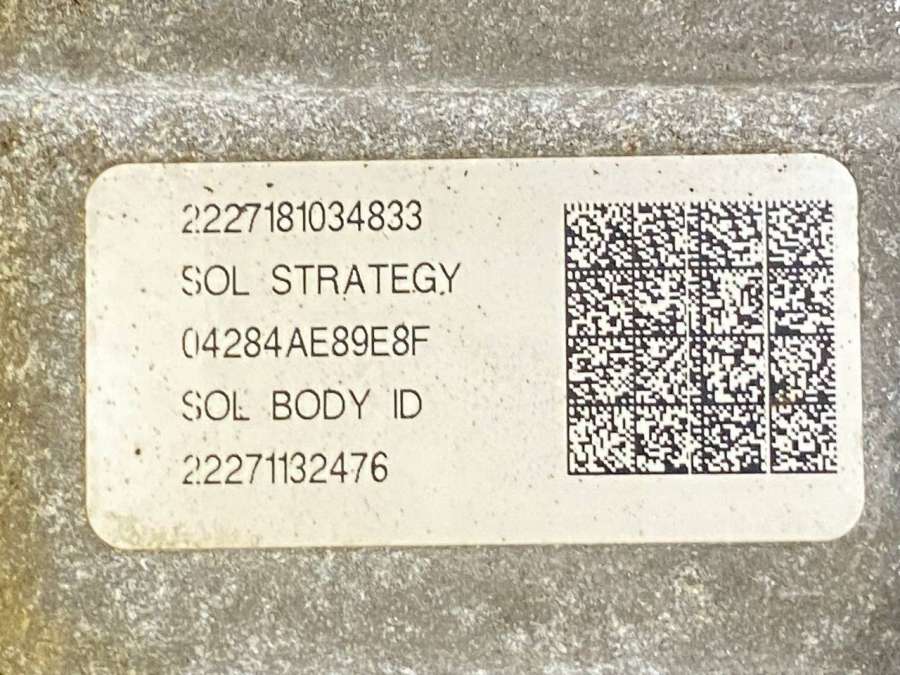 2227181034833
SOL STRATEGY
04284AE89E8F
SOL BODY ID
22271132476